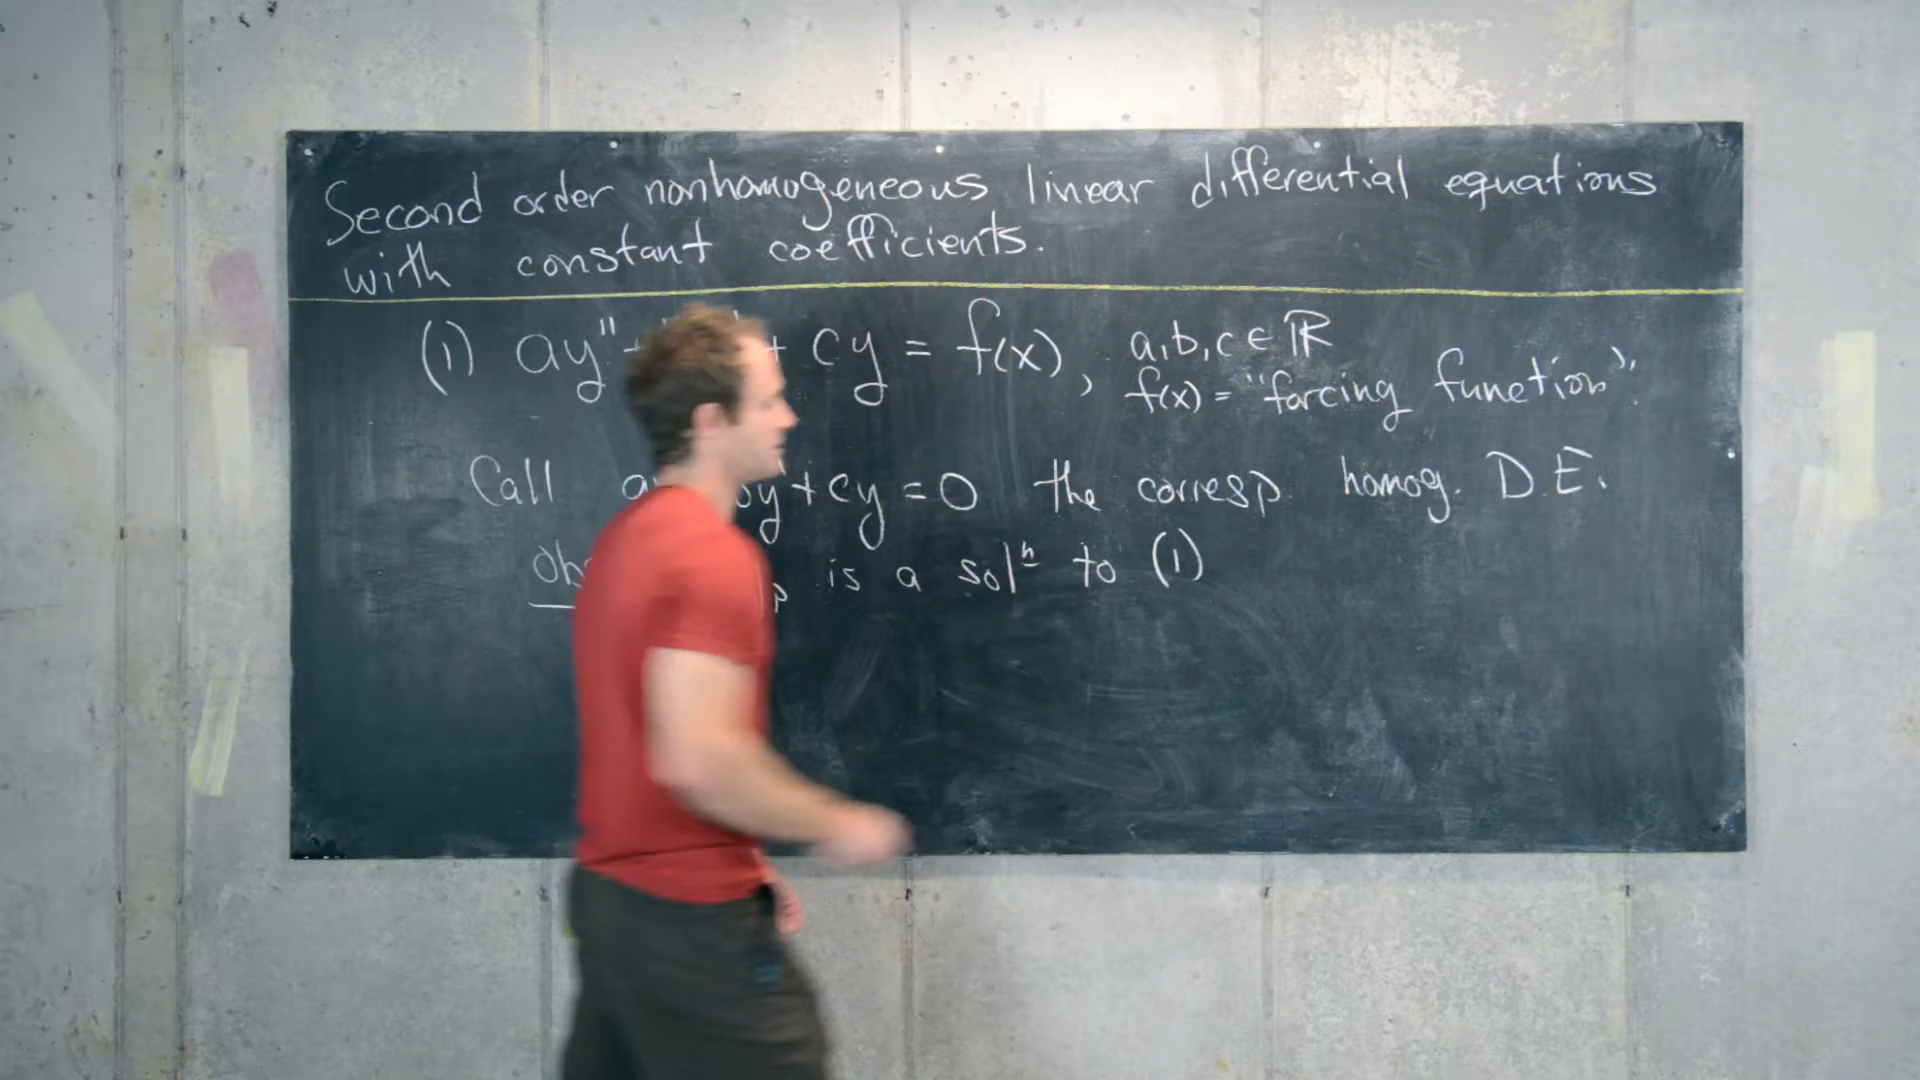 Second order nonhomogeneous linear differential equations
with constant coefficients.
(1) ay" + cy = f(x), a,b,c ∈ ℝ
f(x) = "forcing function".
Call y + cy = 0 the corresp. homog. D.E.
is a solⁿ to (1)